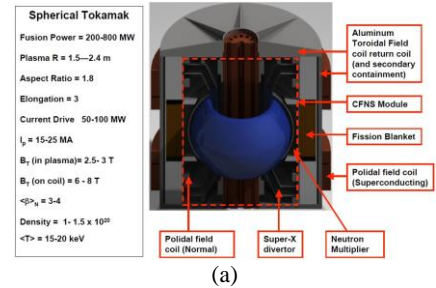 Spherical Tokamak
Fusion Power = 200-800 MW
Plasma R = 1.5—2.4 m
Aspect Ratio = 1.8
Elongation = 3
Current Drive 50-100 MW
Iₚ = 15-25 MA
B_T (in plasma)= 2.5- 3 T
B_T (on coil) = 6 - 8 T
<β>_N = 3-4
Density = 1- 1.5 x 10²⁰
<T> = 15-20 keV
Aluminum
Toroidal Field
coil return coil
(and secondary
containment)
CFNS Module
Fission Blanket
Polidal field coil
(Superconducting)
Polidal field
coil (Normal)
Super-X
divertor
Neutron
Multiplier
(a)